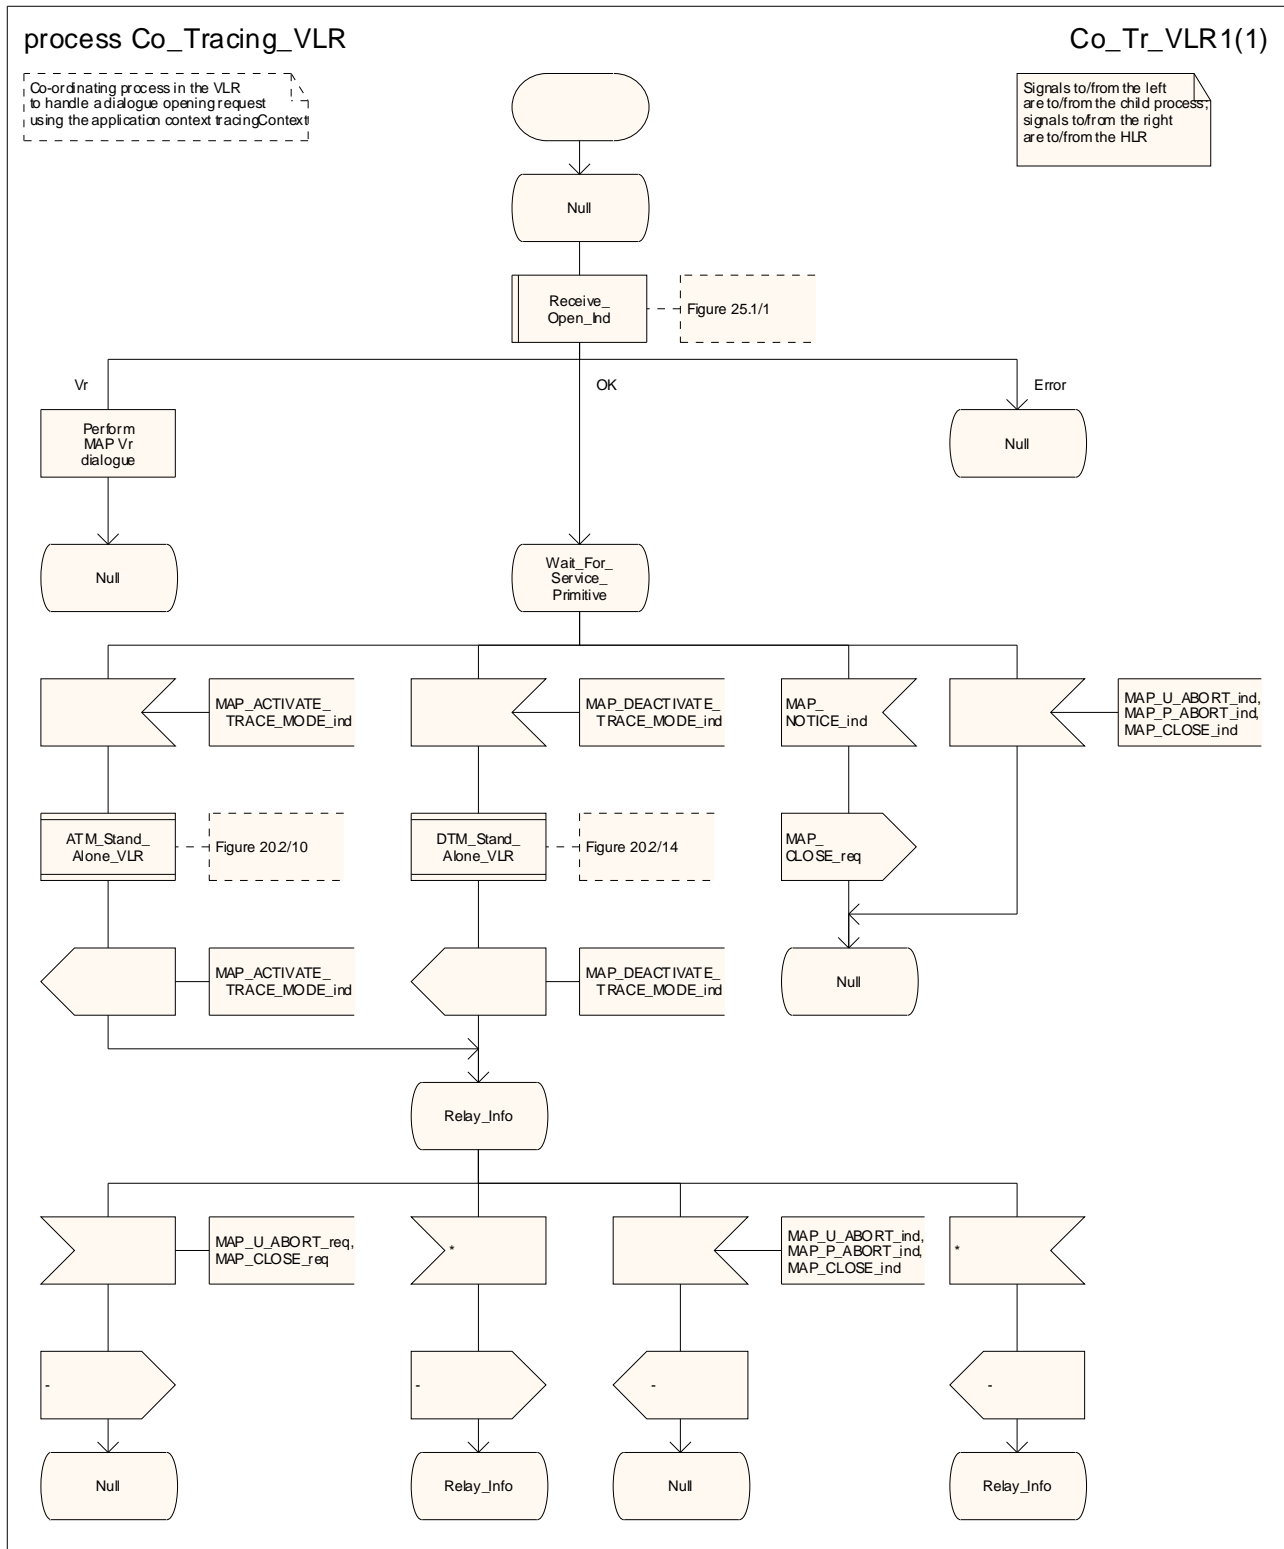 process Co_Tracing_VLR
Co_Tr_VLR1(1)
Co-ordinating process in the VLR
to handle a dialogue opening request
using the application context tracingContext
Signals to/from the left
are to/from the child process;
signals to/from the right
are to/from the HLR
Null
Receive_
Open_Ind
Figure 25.1/1
Vr
OK
Error
Perform
MAP Vr
dialogue
Null
Null
Wait_For_
Service_
Primitive
MAP_ACTIVATE_
TRACE_MODE_ind
MAP_DEACTIVATE_
TRACE_MODE_ind
MAP_
NOTICE_ind
MAP_U_ABORT_ind,
MAP_P_ABORT_ind,
MAP_CLOSE_ind
ATM_Stand_
Alone_VLR
Figure 20.2/10
DTM_Stand_
Alone_VLR
Figure 20.2/14
MAP_
CLOSE_req
MAP_ACTIVATE_
TRACE_MODE_ind
MAP_DEACTIVATE_
TRACE_MODE_ind
Null
Relay_Info
MAP_U_ABORT_req,
MAP_CLOSE_req
*
MAP_U_ABORT_ind,
MAP_P_ABORT_ind,
MAP_CLOSE_ind
*
-
-
-
-
Null
Relay_Info
Null
Relay_Info